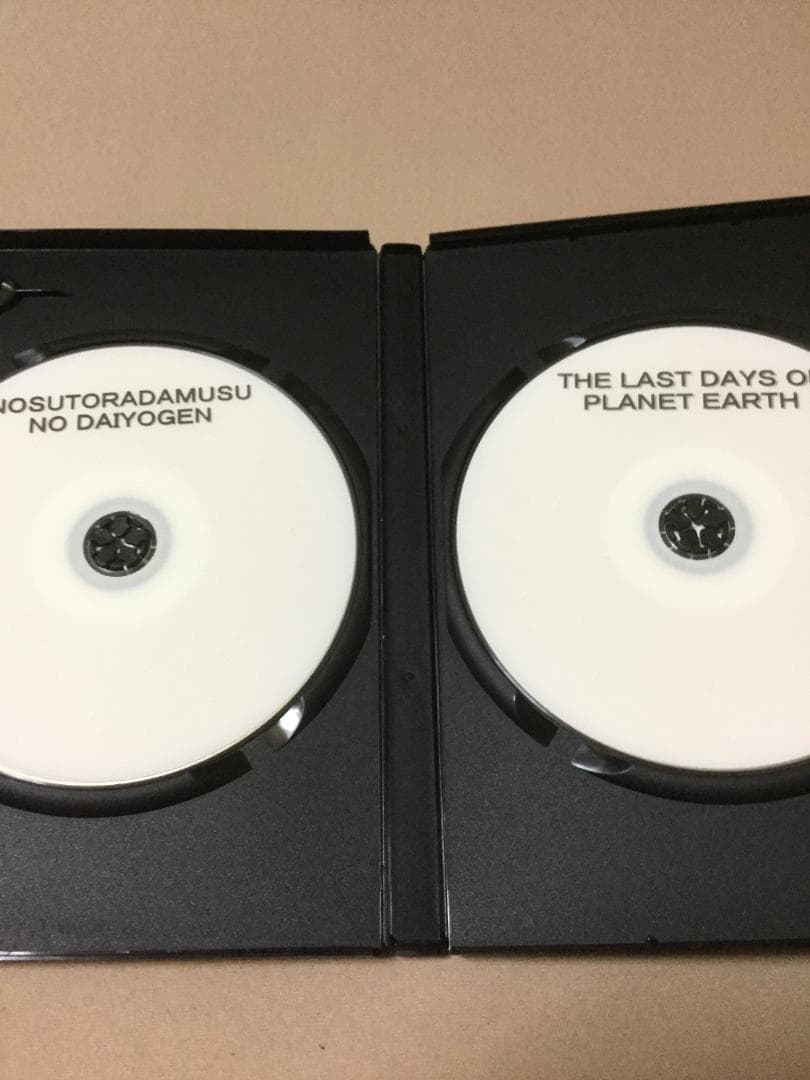 NOSUTORADAMUSU
NO DAIYOGEN
THE LAST DAYS
PLANET EARTH